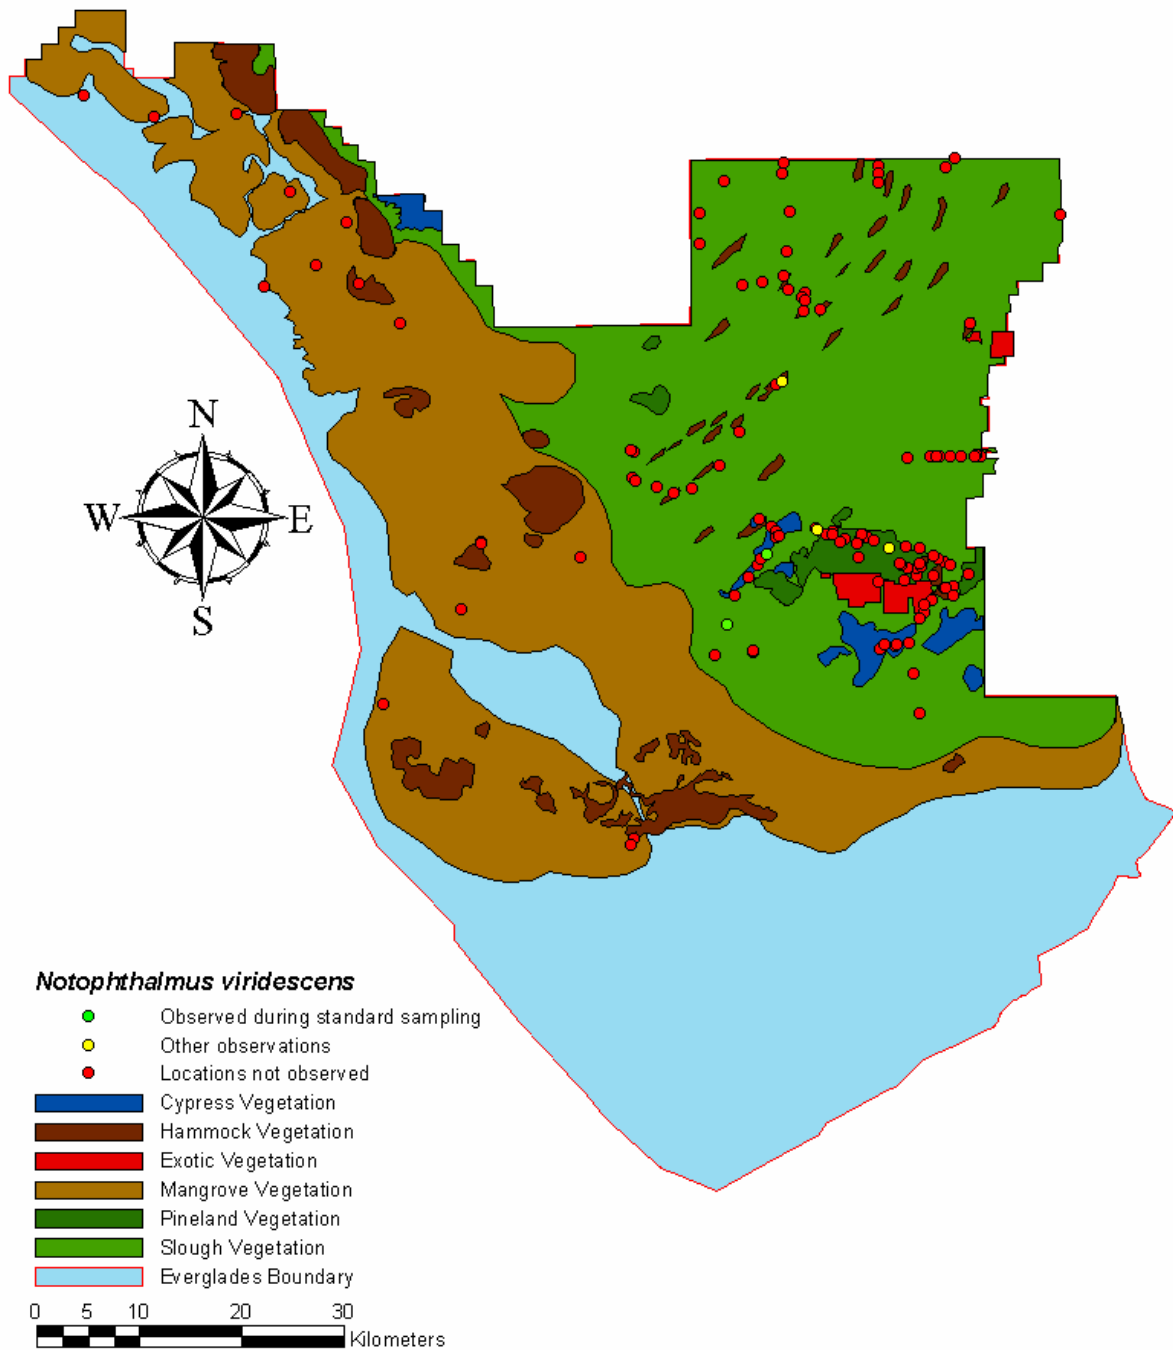 N
W
E
S
Notophthalmus viridescens
Observed during standard sampling
Other observations
Locations not observed
Cypress Vegetation
Hammock Vegetation
Exotic Vegetation
Mangrove Vegetation
Pineland Vegetation
Slough Vegetation
Everglades Boundary
0 5 10 20 30
Kilometers